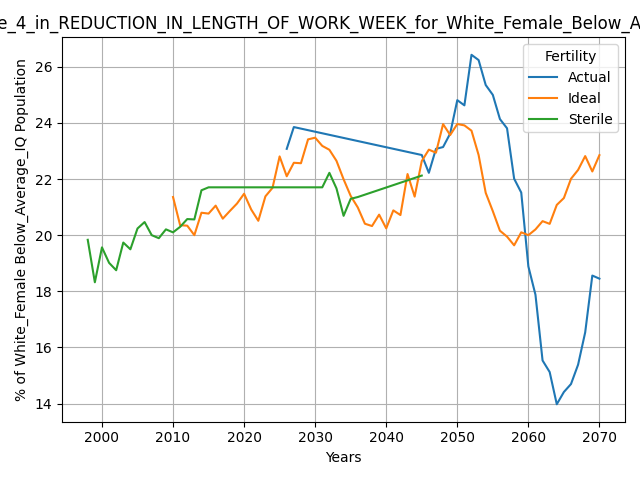 e_4_in_REDUCTION_IN_LENGTH_OF_WORK_WEEK_for_White_Female_Below_A
Fertility
Actual
Ideal
Sterile
% of White_Female Below_Average_IQ Population
26
24
22
20
18
16
14
2000 2010 2020 2030 2040 2050 2060 2070
Years